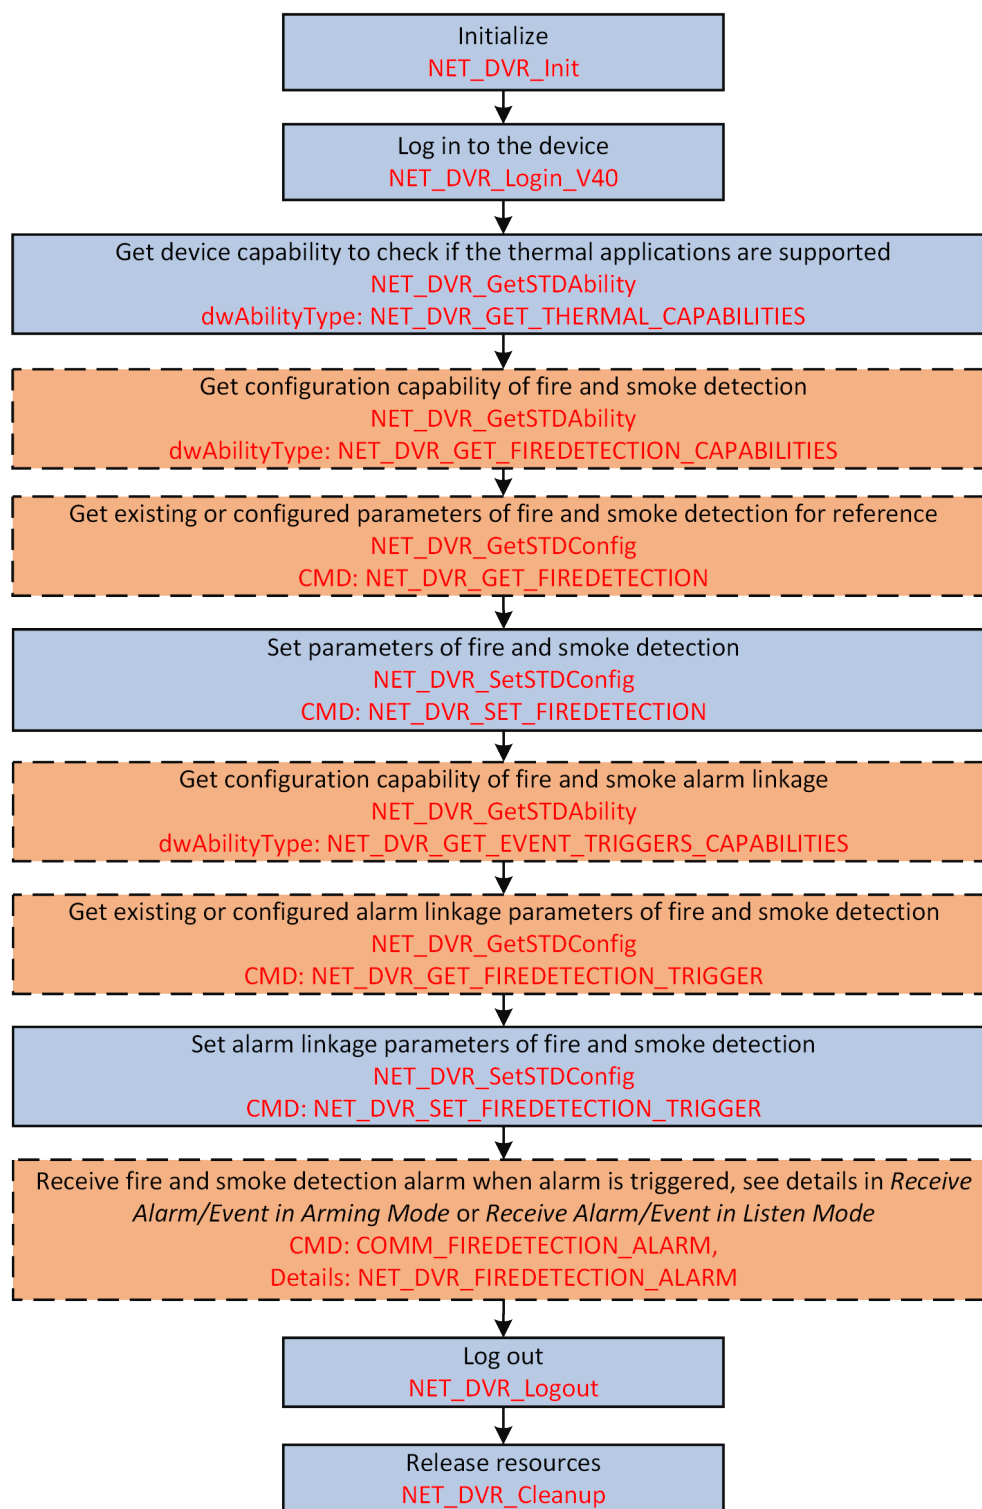 Initialize
NET_DVR_Init
Log in to the device
NET_DVR_Login_V40
Get device capability to check if the thermal applications are supported
NET_DVR_GetSTDAbility
dwAbilityType: NET_DVR_GET_THERMAL_CAPABILITIES
Get configuration capability of fire and smoke detection
NET_DVR_GetSTDAbility
dwAbilityType: NET_DVR_GET_FIREDETECTION_CAPABILITIES
Get existing or configured parameters of fire and smoke detection for reference
NET_DVR_GetSTDConfig
CMD: NET_DVR_GET_FIREDETECTION
Set parameters of fire and smoke detection
NET_DVR_SetSTDConfig
CMD: NET_DVR_SET_FIREDETECTION
Get configuration capability of fire and smoke alarm linkage
NET_DVR_GetSTDAbility
dwAbilityType: NET_DVR_GET_EVENT_TRIGGERS_CAPABILITIES
Get existing or configured alarm linkage parameters of fire and smoke detection
NET_DVR_GetSTDConfig
CMD: NET_DVR_GET_FIREDETECTION_TRIGGER
Set alarm linkage parameters of fire and smoke detection
NET_DVR_SetSTDConfig
CMD: NET_DVR_SET_FIREDETECTION_TRIGGER
Receive fire and smoke detection alarm when alarm is triggered, see details in Receive
Alarm/Event in Arming Mode or Receive Alarm/Event in Listen Mode
CMD: COMM_FIREDETECTION_ALARM,
Details: NET_DVR_FIREDETECTION_ALARM
Log out
NET_DVR_Logout
Release resources
NET_DVR_Cleanup